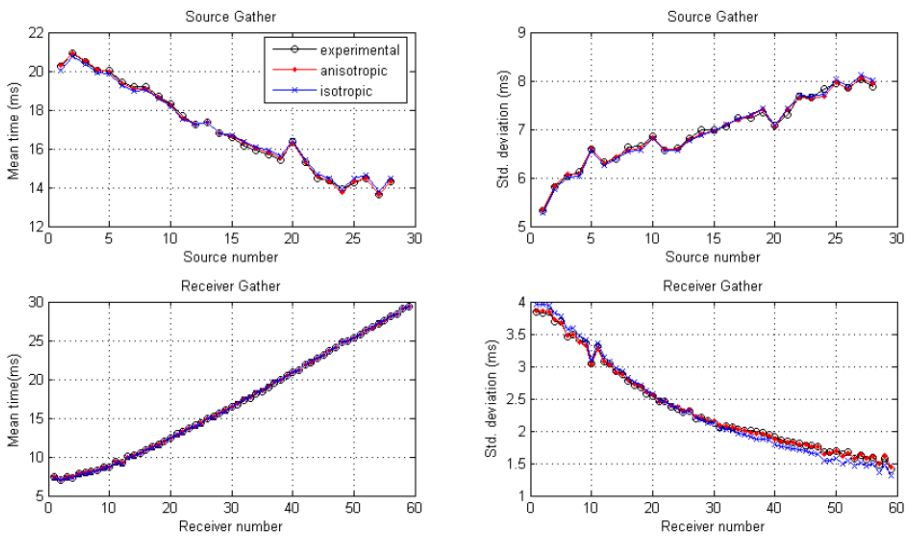 Source Gather
Mean time (ms)
22
20
18
16
14
12
experimental
anisotropic
isotropic
0 5 10 15 20 25 30
Source number
Source Gather
Std. deviation (ms)
9
8
7
6
5
0 5 10 15 20 25 30
Source number
Receiver Gather
Mean time(ms)
30
25
20
15
10
5
0 10 20 30 40 50 60
Receiver number
Receiver Gather
Std. deviation (ms)
4
3.5
3
2.5
2
1.5
1
0 10 20 30 40 50 60
Receiver number